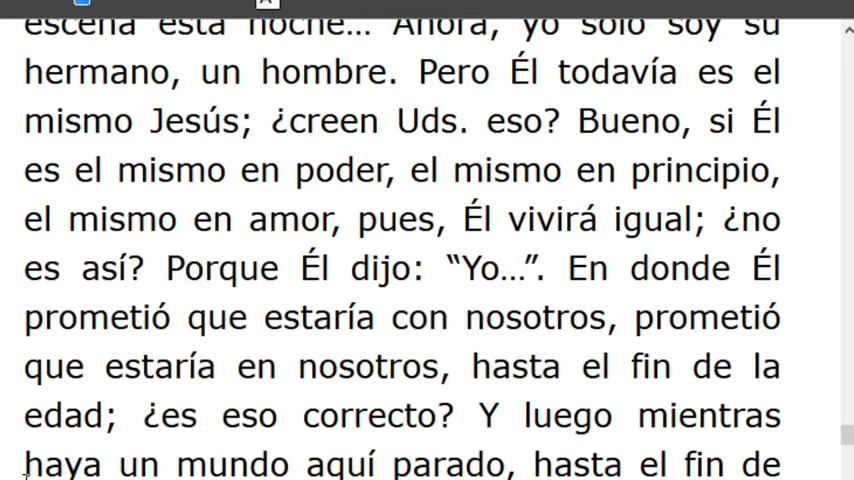 escena esta noche... Ahora, yo solo soy su
hermano, un hombre. Pero Él todavía es el
mismo Jesús; ¿creen Uds. eso? Bueno, si Él
es el mismo en poder, el mismo en principio,
el mismo en amor, pues, Él vivirá igual; ¿no
es así? Porque Él dijo: “Yo...”. En donde Él
prometió que estaría con nosotros, prometió
que estaría en nosotros, hasta el fin de la
edad; ¿es eso correcto? Y luego mientras
haya un mundo aquí parado, hasta el fin de